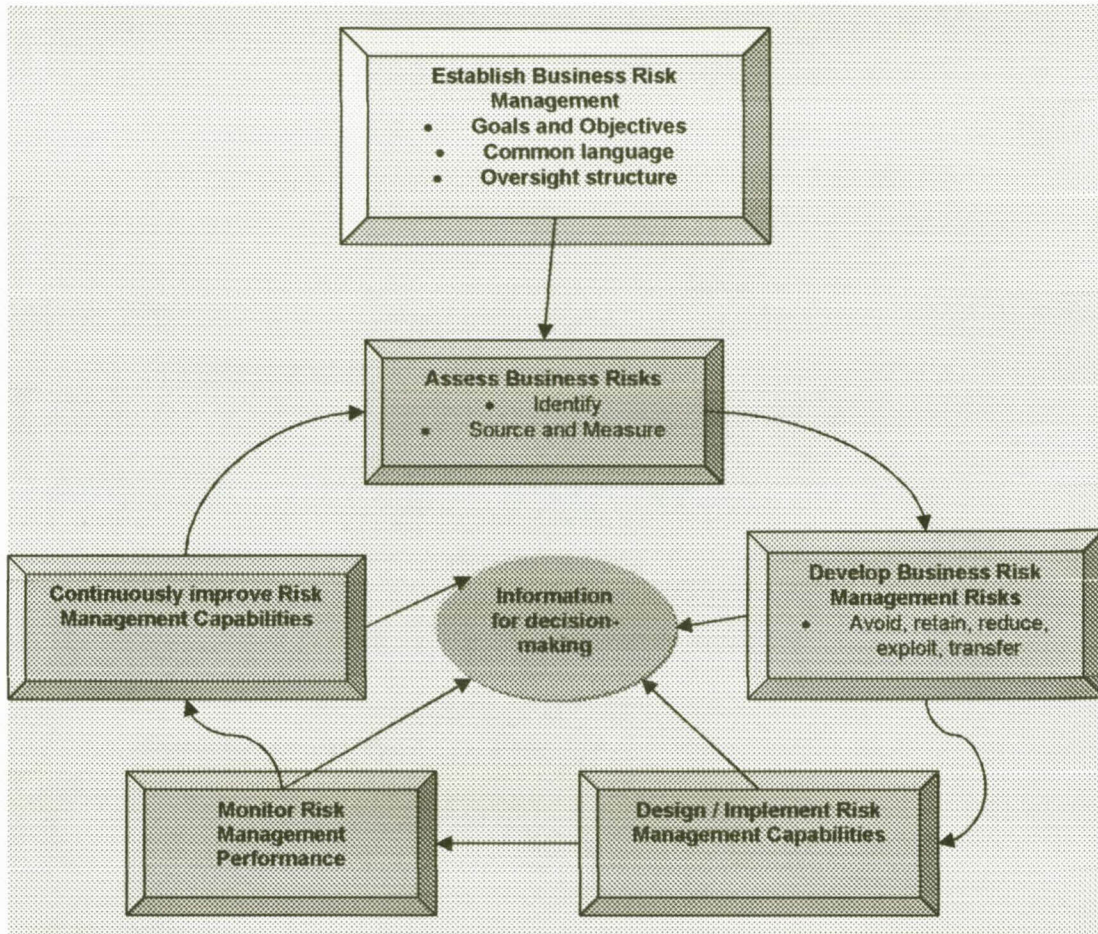 Establish Business Risk
Management
• Goals and Objectives
• Common language
• Oversight structure
Assess Business Risks
• Identify
• Source and Measure
Continuously improve Risk
Management Capabilities
Information
for decision-
making
Develop Business Risk
Management Risks
• Avoid, retain, reduce,
exploit, transfer
Monitor Risk
Management
Performance
Design / Implement Risk
Management Capabilities